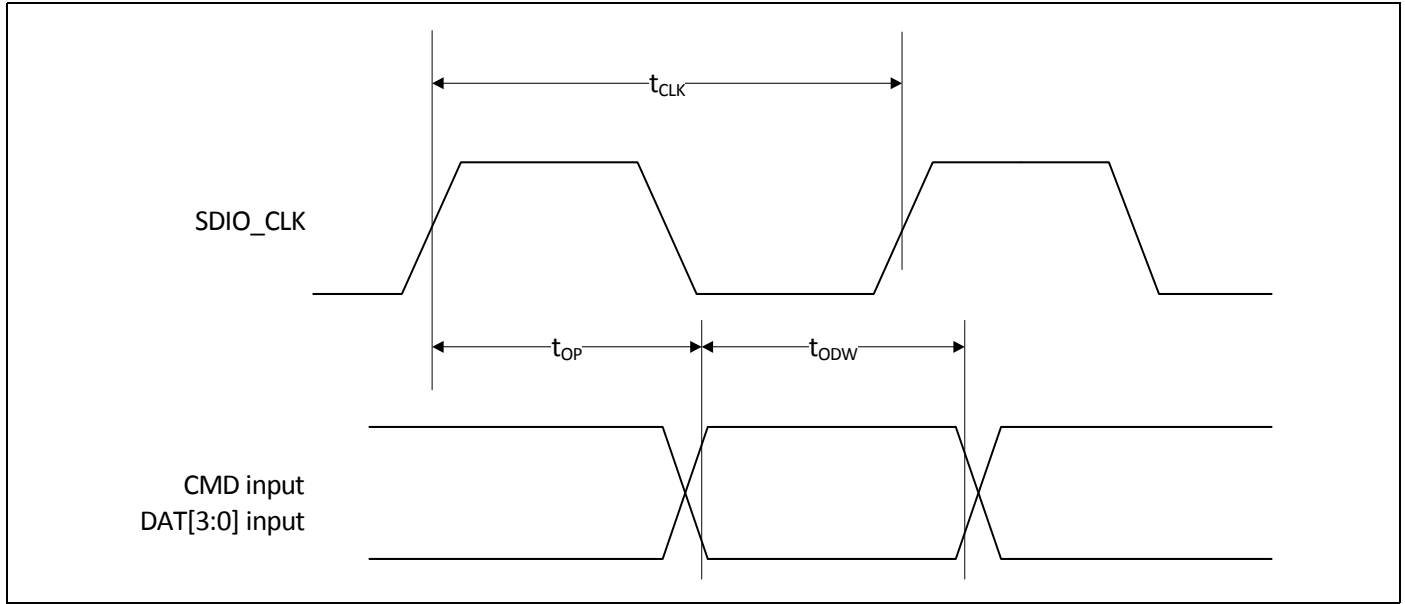 tCLK
SDIO_CLK
tOP
tODW
CMD input
DAT[3:0] input